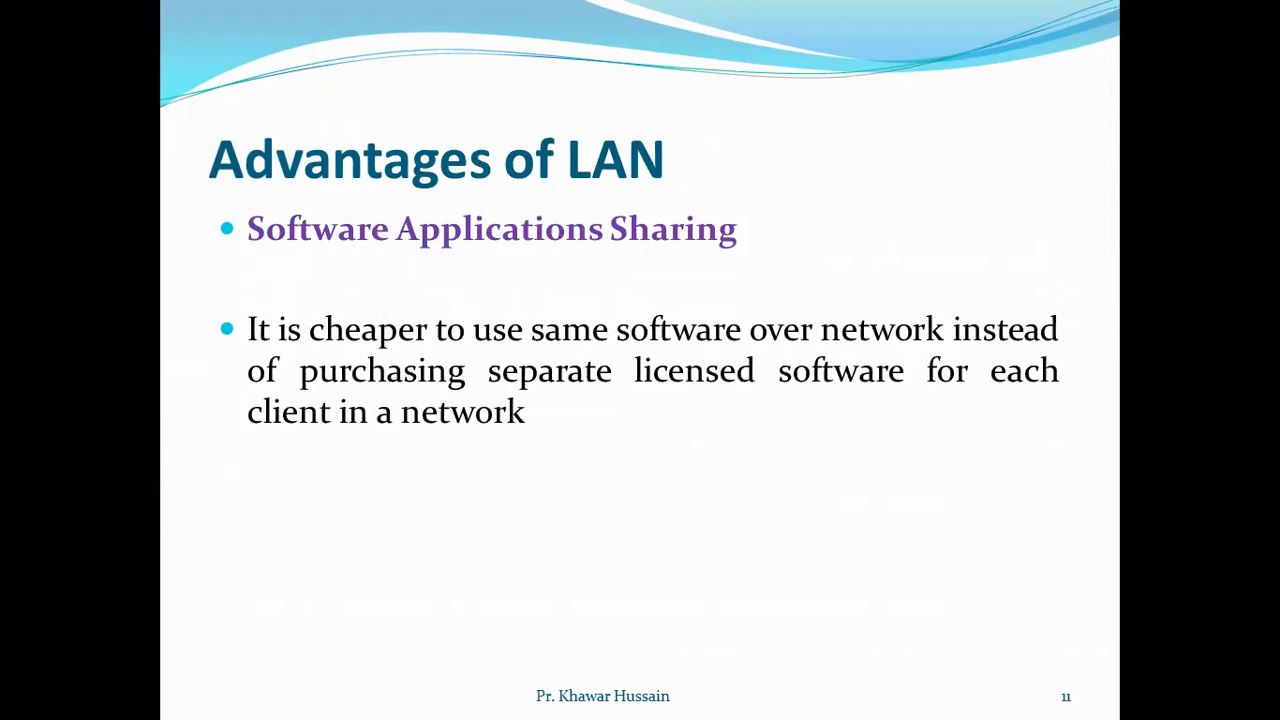 Advantages of LAN
• Software Applications Sharing
• It is cheaper to use same software over network instead
of purchasing separate licensed software for each
client in a network
Pr. Khawar Hussain
11